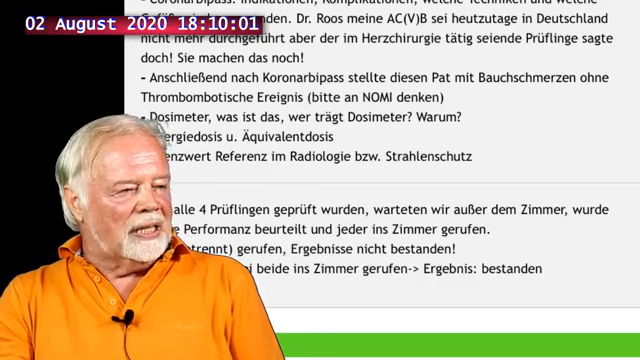 02 August 2020 18:10:01
Coronarbipass: Indikationen, Komplikationen, welche Techniken und welche
den. Dr. Roos meine AC(V)B sei heutzutage in Deutschland
nicht mehr durchgeführt aber der im Herzchirurgie tätig seiende Prüflinge sagte
doch! Sie machen das noch!
- Anschließend nach Koronarbipass stellte diesen Pat mit Bauchschmerzen ohne
Thrombombotische Ereignis (bitte an NOMI denken)
- Dosimeter, was ist das, wer trägt Dosimeter? Warum?
ergiedosis u. Äquivalentdosis
enzwert Referenz im Radiologie bzw. Strahlenschutz
alle 4 Prüflingen geprüft wurden, warteten wir außer dem Zimmer, wurde
Performanz beurteilt und jeder ins Zimmer gerufen.
trennt) gerufen, Ergebnisse nicht bestanden!
beide ins Zimmer gerufen-> Ergebnis: bestanden